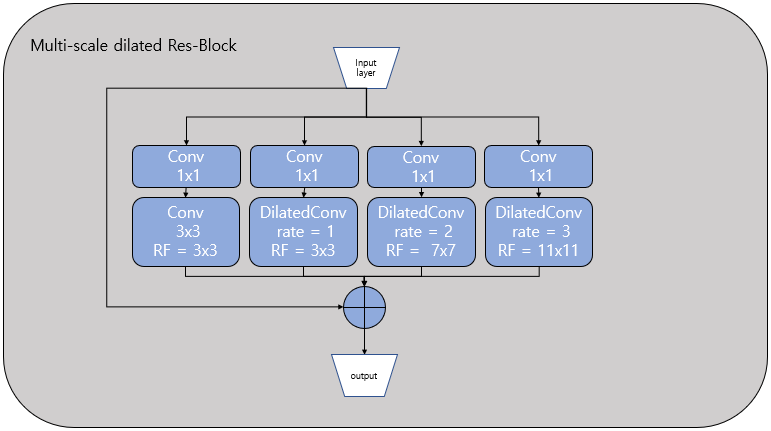 Multi-scale dilated Res-Block
Input
layer
Conv
1x1
Conv
1x1
Conv
1x1
Conv
1x1
Conv
3x3
RF = 3x3
DilatedConv
rate = 1
RF = 3x3
DilatedConv
rate = 2
RF =  7x7
DilatedConv
rate = 3
RF = 11x11
output